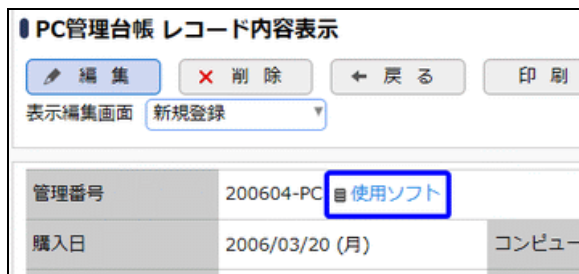 PC管理台帳 レコード内容表示
編 集 削 除 戻 る 印 刷
表示編集画面 新規登録
管理番号 200604-PC 使用ソフト
購入日 2006/03/20 (月) コンピュー